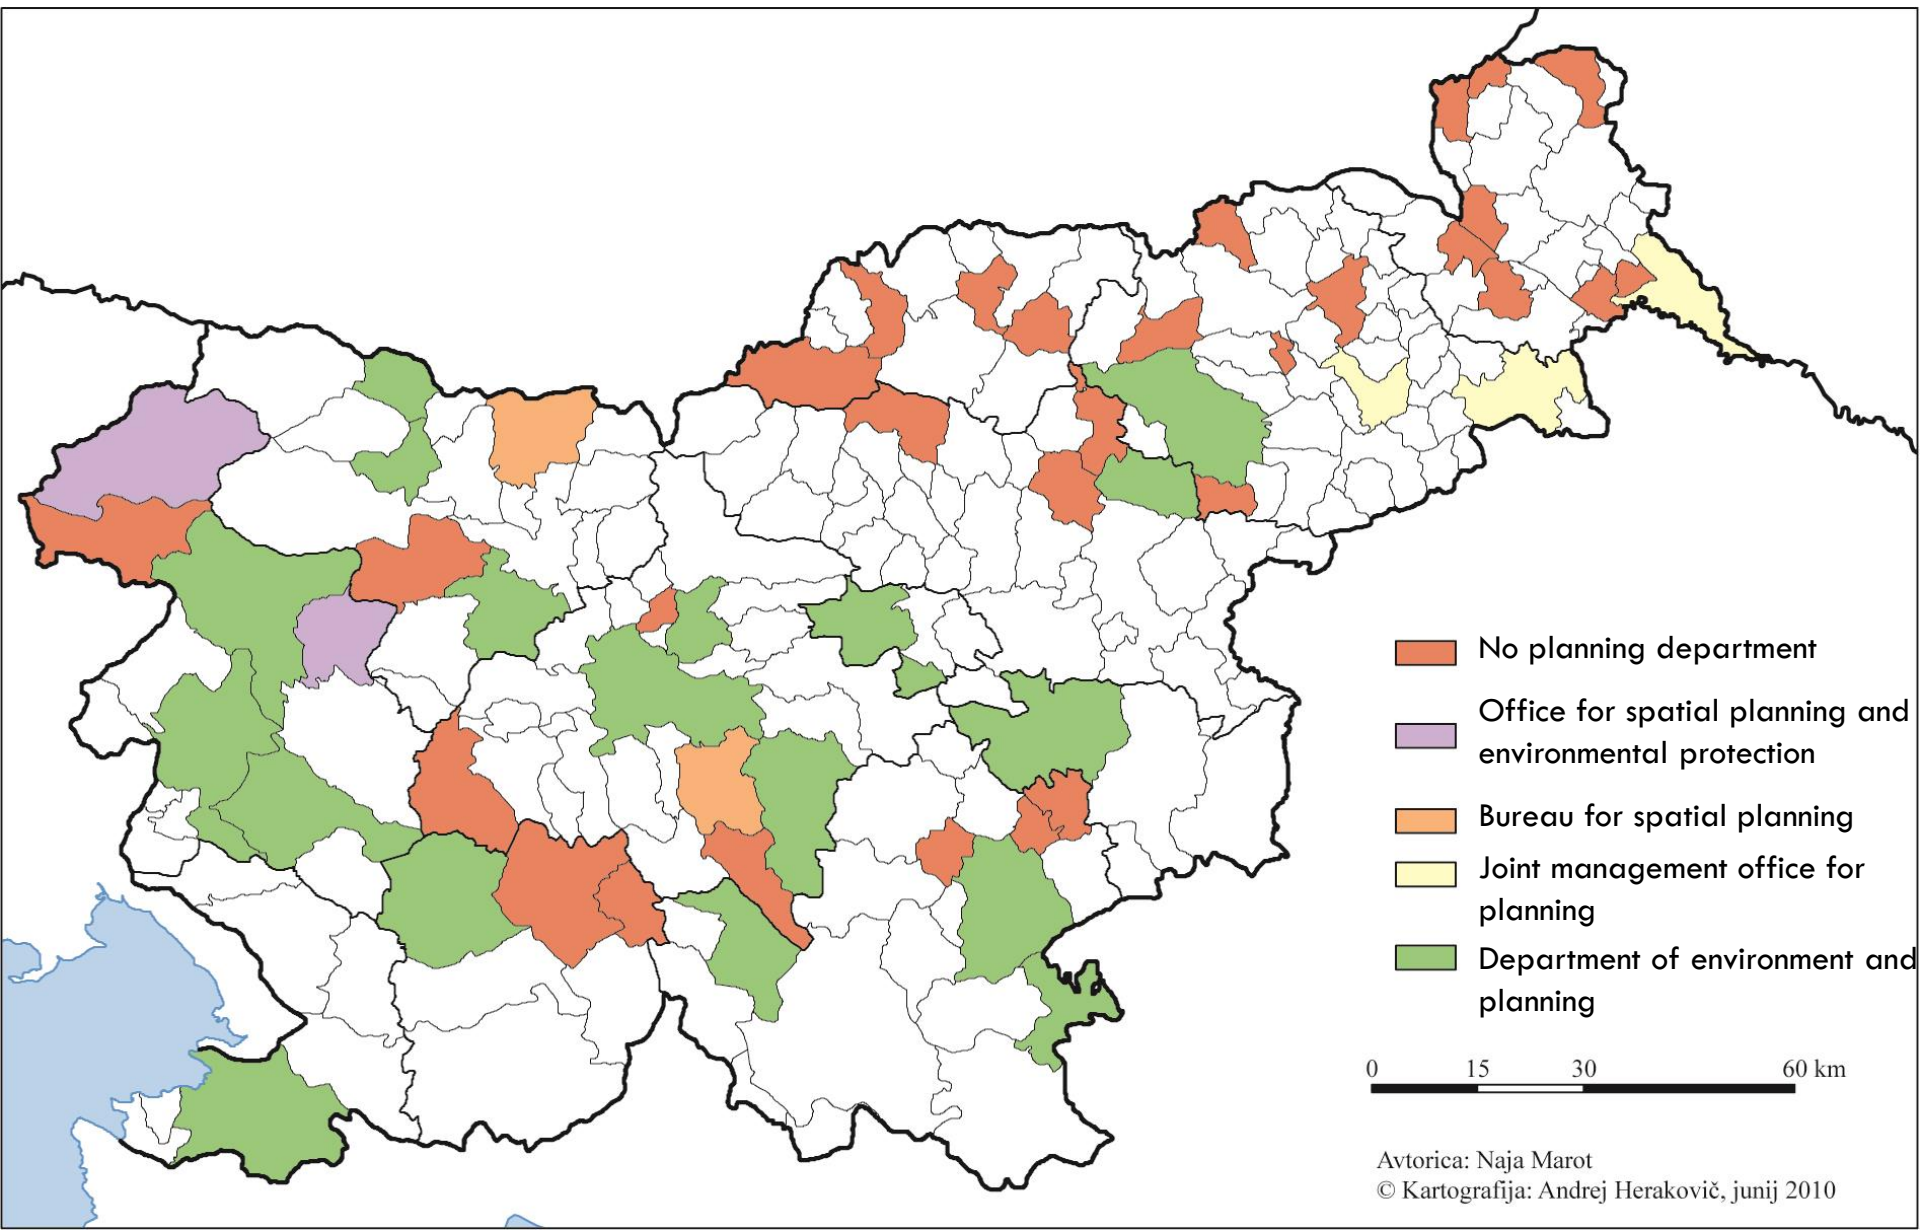 No planning department
Office for spatial planning and
environmental protection
Bureau for spatial planning
Joint management office for
planning
Department of environment and
planning
0 15 30 60 km
Avtorica: Naja Marot
© Kartografija: Andrej Herakovič, junij 2010